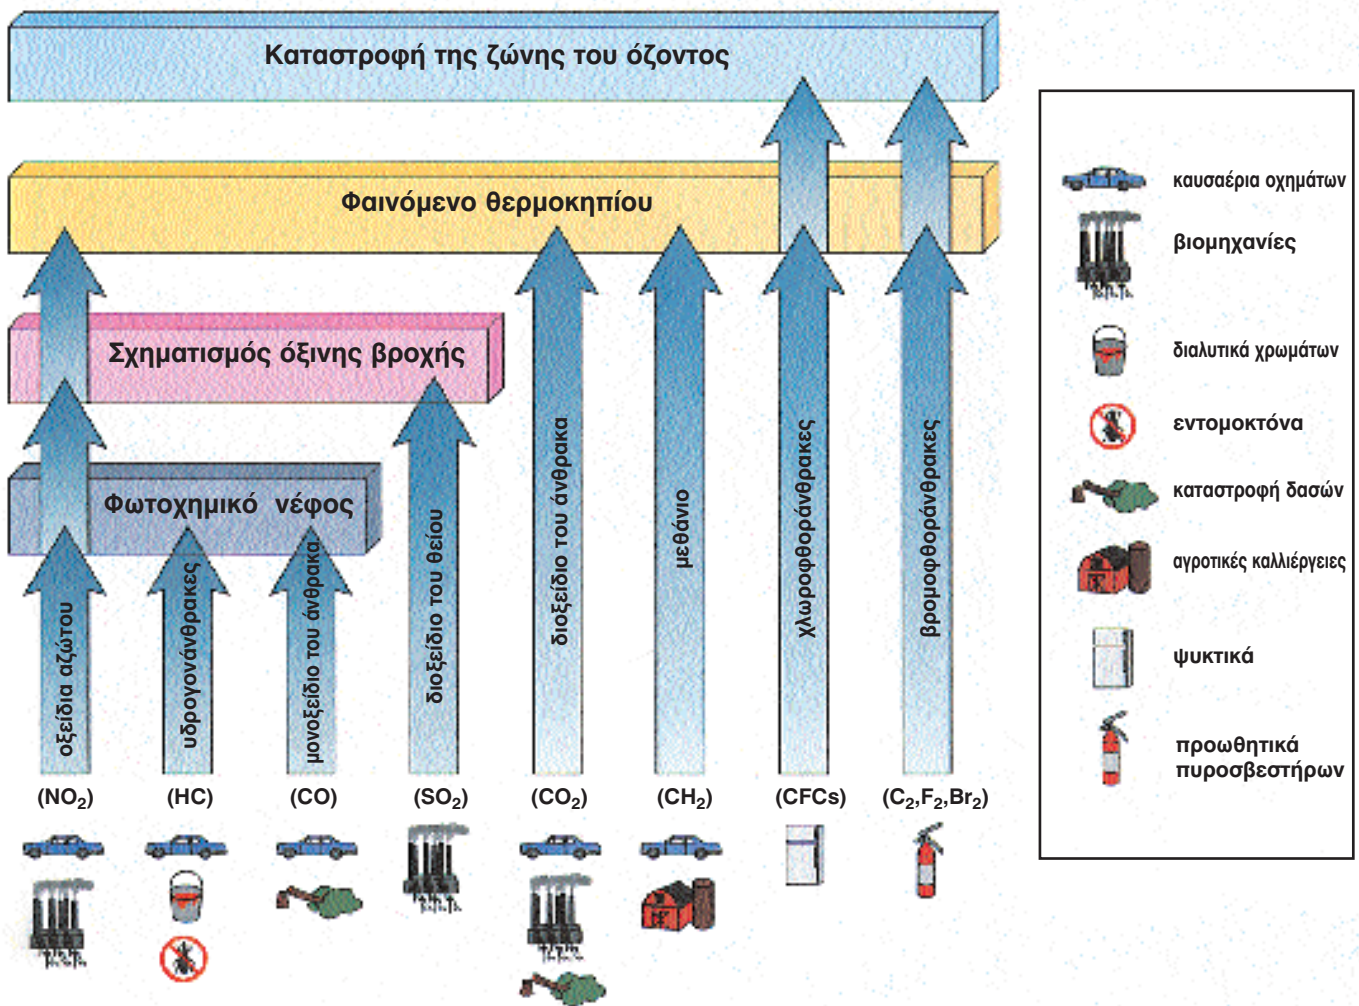 Καταστροφή της ζώνης του όζοντος
Φαινόμενο θερμοκηπίου
Σχηματισμός όξινης βροχής
Φωτοχημικό νέφος
οξείδια αζώτου
υδρογονάνθρακες
μονοξείδιο του άνθρακα
διοξείδιο του θείου
διοξείδιο του άνθρακα
μεθάνιο
χλωροφθοράνθρακες
βρομοφθοράνθρακες
(NO₂)
(HC)
(CO)
(SO₂)
(CO₂)
(CH₂)
(CFCs)
(C₂,F₂,Br₂)
καυσαέρια οχημάτων
βιομηχανίες
διαλυτικά χρωμάτων
εντομοκτόνα
καταστροφή δασών
αγροτικές καλλιέργειες
ψυκτικά
προωθητικά
πυροσβεστήρων